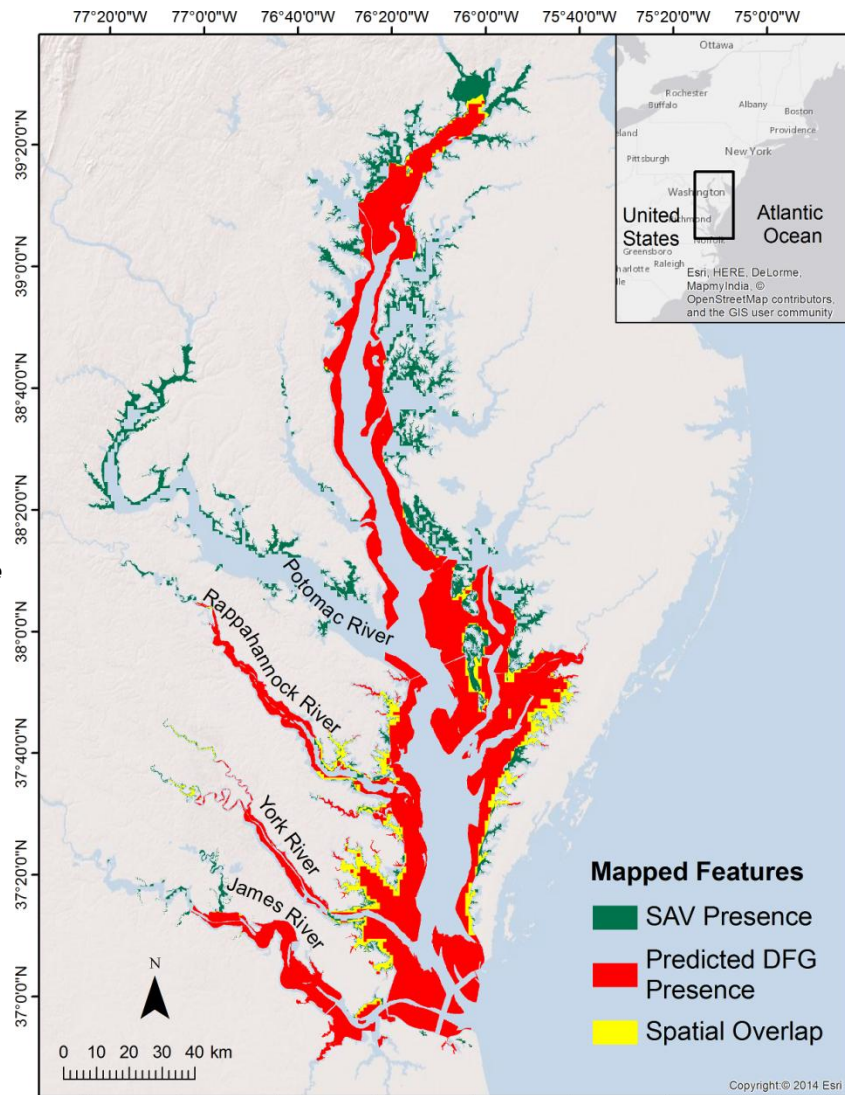 77°20'0"W 77°0'0"W 76°40'0"W 76°20'0"W 76°0'0"W 75°40'0"W 75°20'0"W 75°0'0"W
Ottawa
Rochester
Buffalo
Albany
Boston
Providence
eland
New York
Pittsburgh
Washington
United
States
chmond
Atlantic
Ocean
Norfolk
Greensboro
Raleigh
harlotte
lle
Esri, HERE, DeLorme,
MapmyIndia, ©
OpenStreetMap contributors,
and the GIS user community
39°20'0"N
39°0'0"N
38°40'0"N
38°20'0"N
38°0'0"N
37°40'0"N
37°20'0"N
37°0'0"N
Potomac River
Rappahannock River
York River
James River
Mapped Features
SAV Presence
Predicted DFG
Presence
Spatial Overlap
N
0 10 20 30 40 km
Copyright:© 2014 Esri